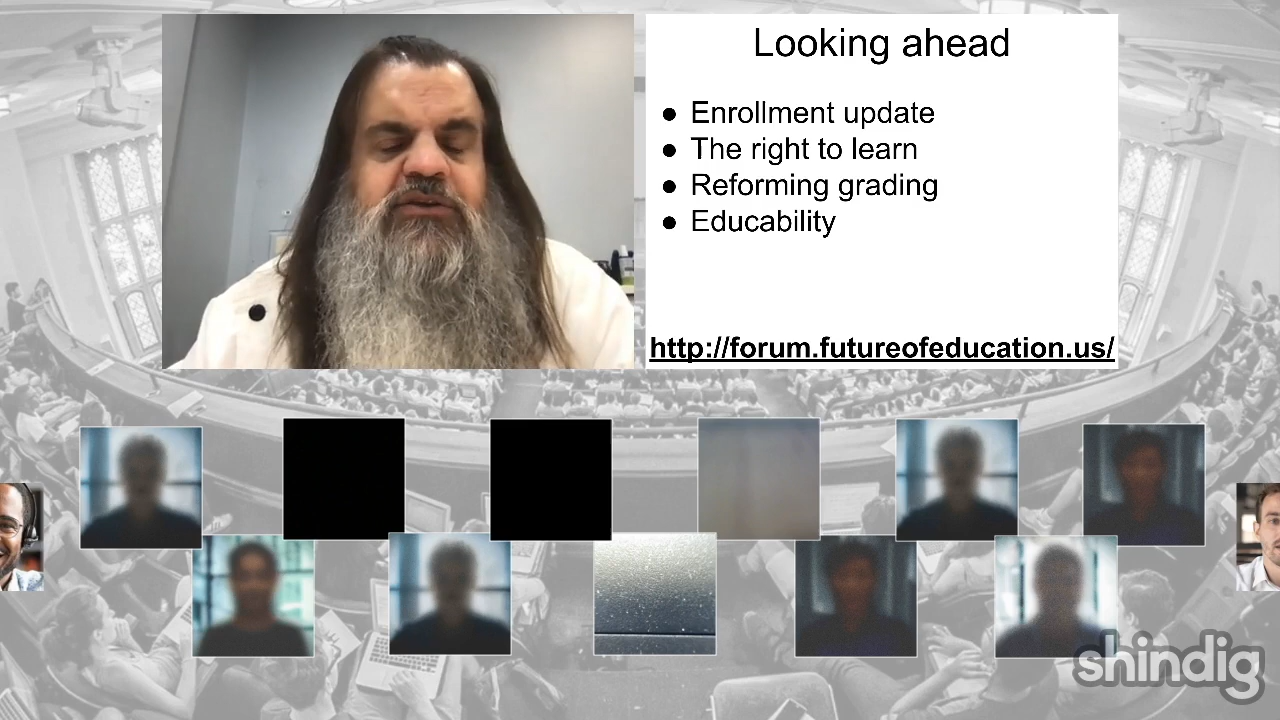 Looking ahead
● Enrollment update
● The right to learn
● Reforming grading
● Educability
http://forum.futureofeducation.us/
shindig